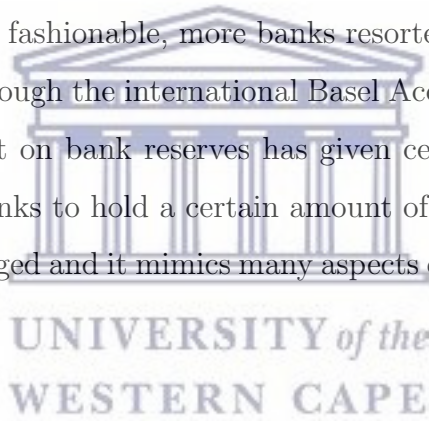 fashionable, more banks resorte
ough the international Basel Acc
t on bank reserves has given ce
nks to hold a certain amount of
ged and it mimics many aspects
UNIVERSITY of the
WESTERN CAPE